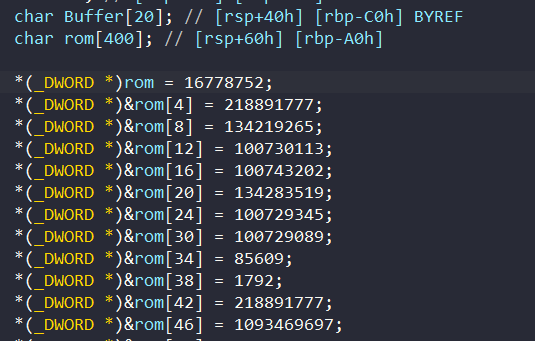 char Buffer[20]; // [rsp+40h] [rbp-C0h] BYREF
char rom[400]; // [rsp+60h] [rbp-A0h]
*(_DWORD *)rom = 16778752;
*(_DWORD *)&rom[4] = 218891777;
*(_DWORD *)&rom[8] = 134219265;
*(_DWORD *)&rom[12] = 100730113;
*(_DWORD *)&rom[16] = 100743202;
*(_DWORD *)&rom[20] = 134283519;
*(_DWORD *)&rom[24] = 100729345;
*(_DWORD *)&rom[30] = 100729089;
*(_DWORD *)&rom[34] = 85609;
*(_DWORD *)&rom[38] = 1792;
*(_DWORD *)&rom[42] = 218891777;
*(_DWORD *)&rom[46] = 1093469697;